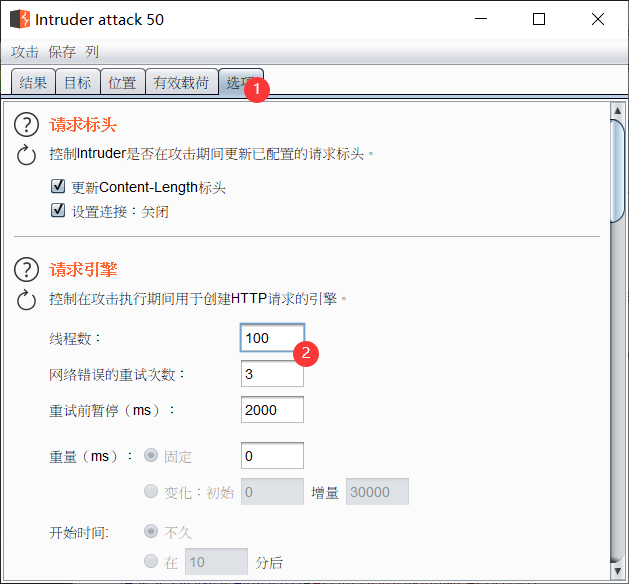 Intruder attack 50
攻击 保存 列
结果 目标 位置 有效载荷 选项
1
? 请求标头
控制Intruder是否在攻击期间更新已配置的请求标头。
更新Content-Length标头
设置连接：关闭
? 请求引擎
控制在攻击执行期间用于创建HTTP请求的引擎。
线程数： 100
2
网络错误的重试次数： 3
重试前暂停（ms）： 2000
重量（ms）： 固定 0
变化：初始 0 增量 30000
开始时间: 不久
在 10 分后